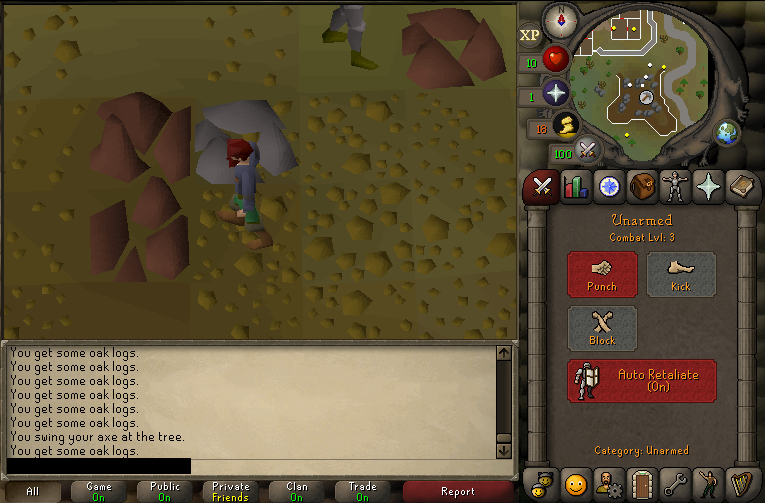 N
XP
10
1
16
100
Unarmed
Combat Lvl: 3
Punch
Kick
Block
Auto Retaliate
(On)
Category: Unarmed
You get some oak logs.
You get some oak logs.
You get some oak logs.
You get some oak logs.
You get some oak logs.
You get some oak logs.
You swing your axe at the tree.
You get some oak logs.
All
Game
On
Public
On
Private
Friends
Clan
On
Trade
On
Report